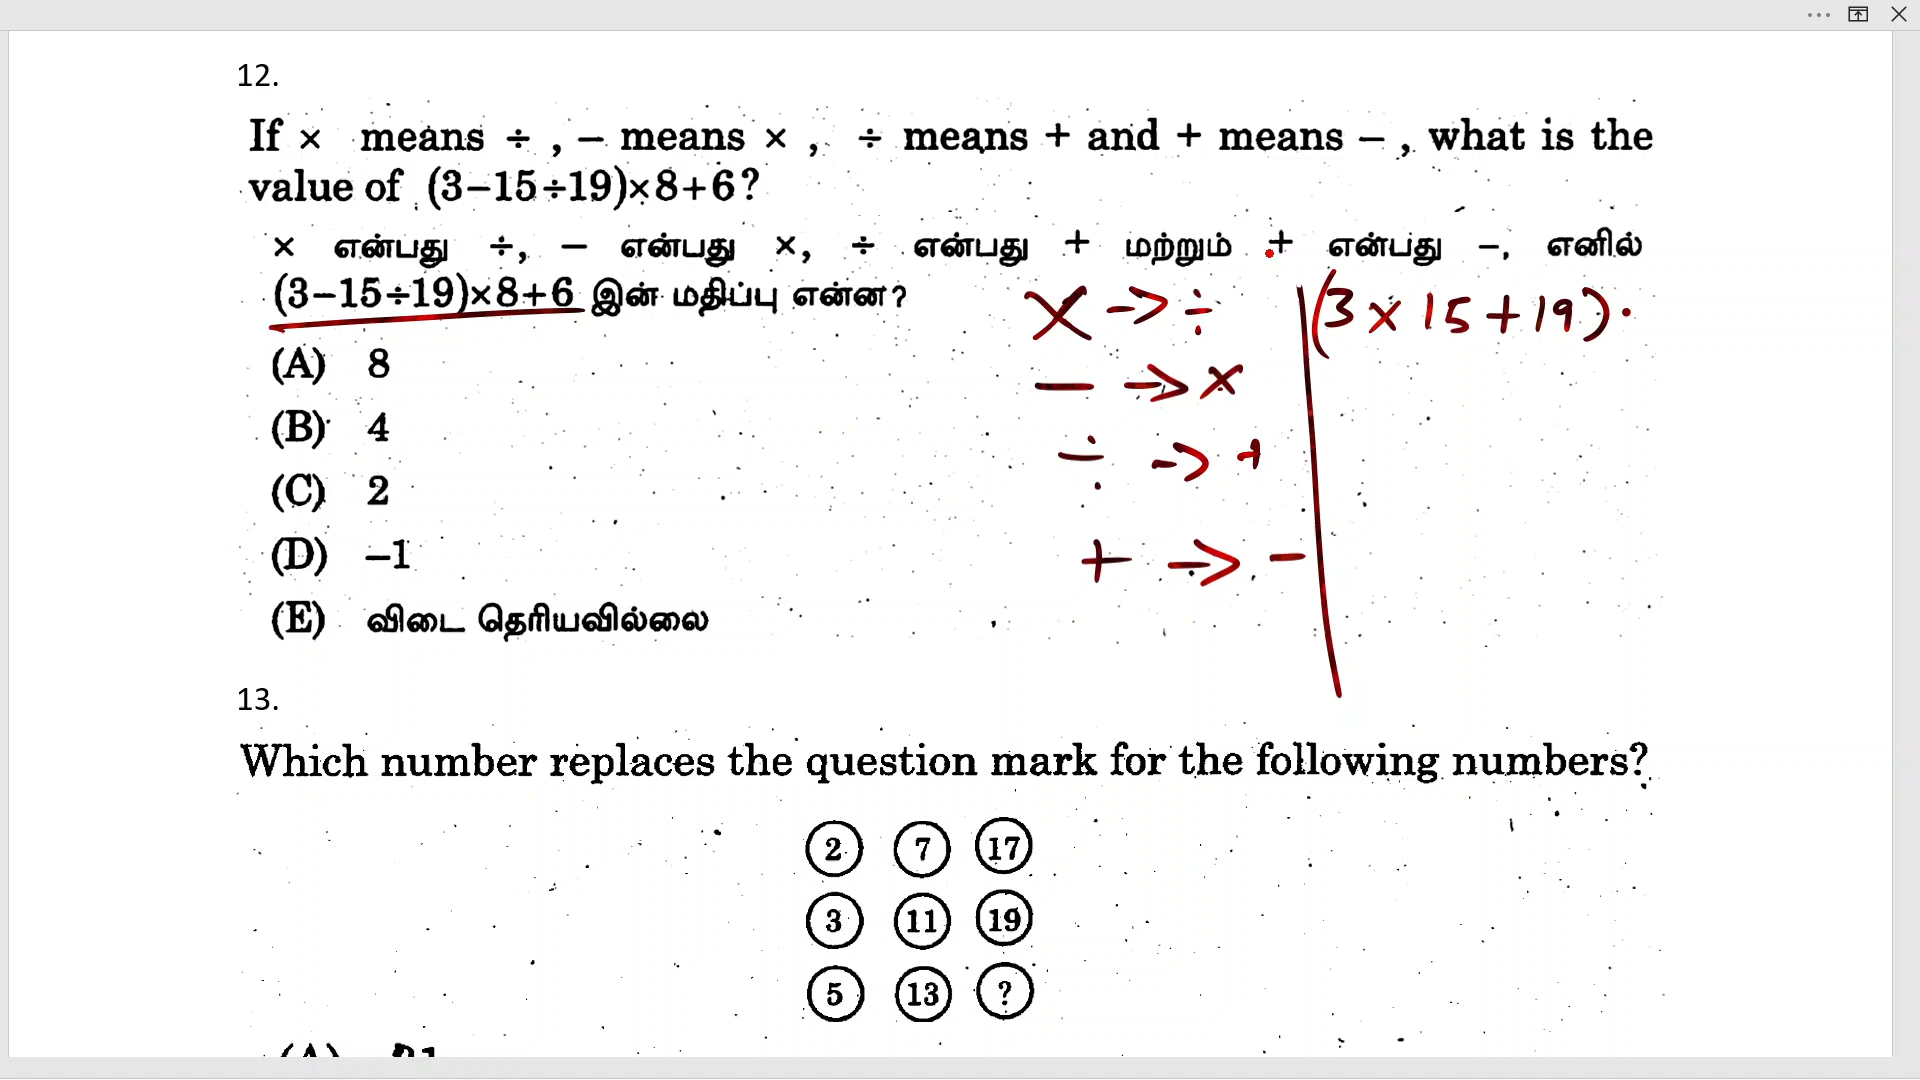 12.
If × means ÷ , – means × , ÷ means + and + means – , what is the
value of (3–15÷19)×8+6?
× என்பது ÷, – என்பது ×, ÷ என்பது + மற்றும் + என்பது –, எனில்
(3–15÷19)×8+6 இன் மதிப்பு என்ன?
(A) 8
(B) 4
(C) 2
(D) –1
(E) விடை தெரியவில்லை
× -> ÷
– -> ×
÷ -> +
+ -> –
(3 × 15 + 19) ·
13.
Which number replaces the question mark for the following numbers?
2 7 17
3 11 19
5 13 ?